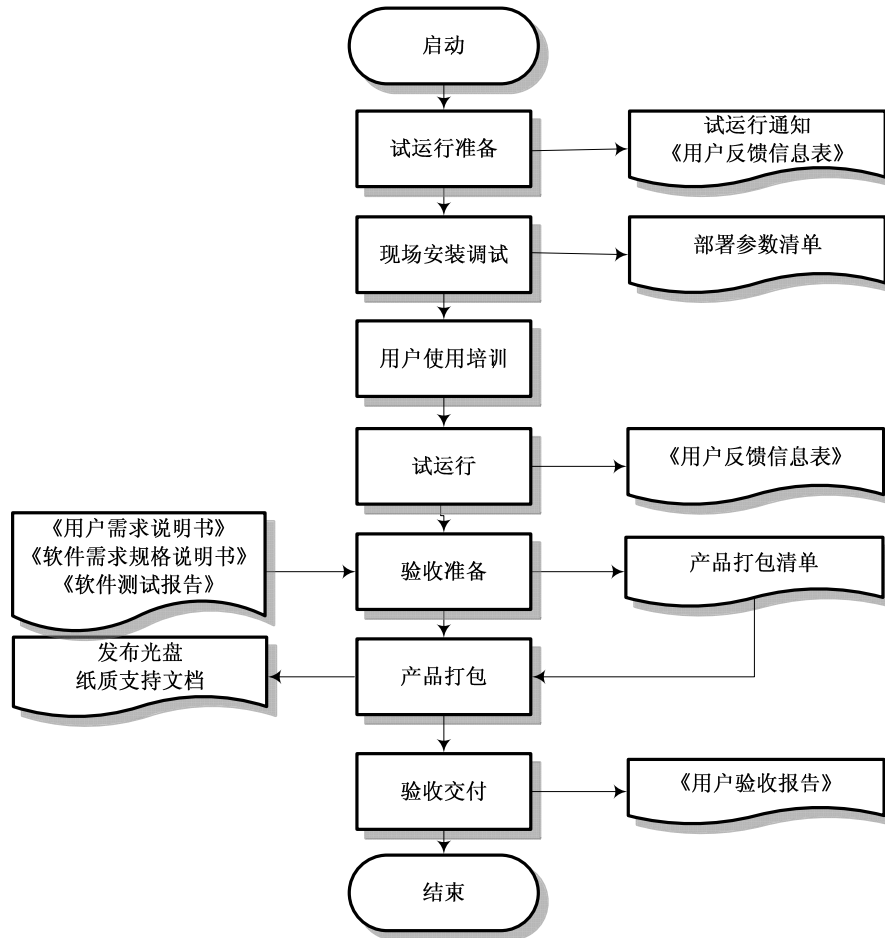 启动
试运行准备
试运行通知
《用户反馈信息表》
现场安装调试
部署参数清单
用户使用培训
试运行
《用户反馈信息表》
《用户需求说明书》
《软件需求规格说明书》
《软件测试报告》
验收准备
产品打包清单
发布光盘
纸质支持文档
产品打包
验收交付
《用户验收报告》
结束